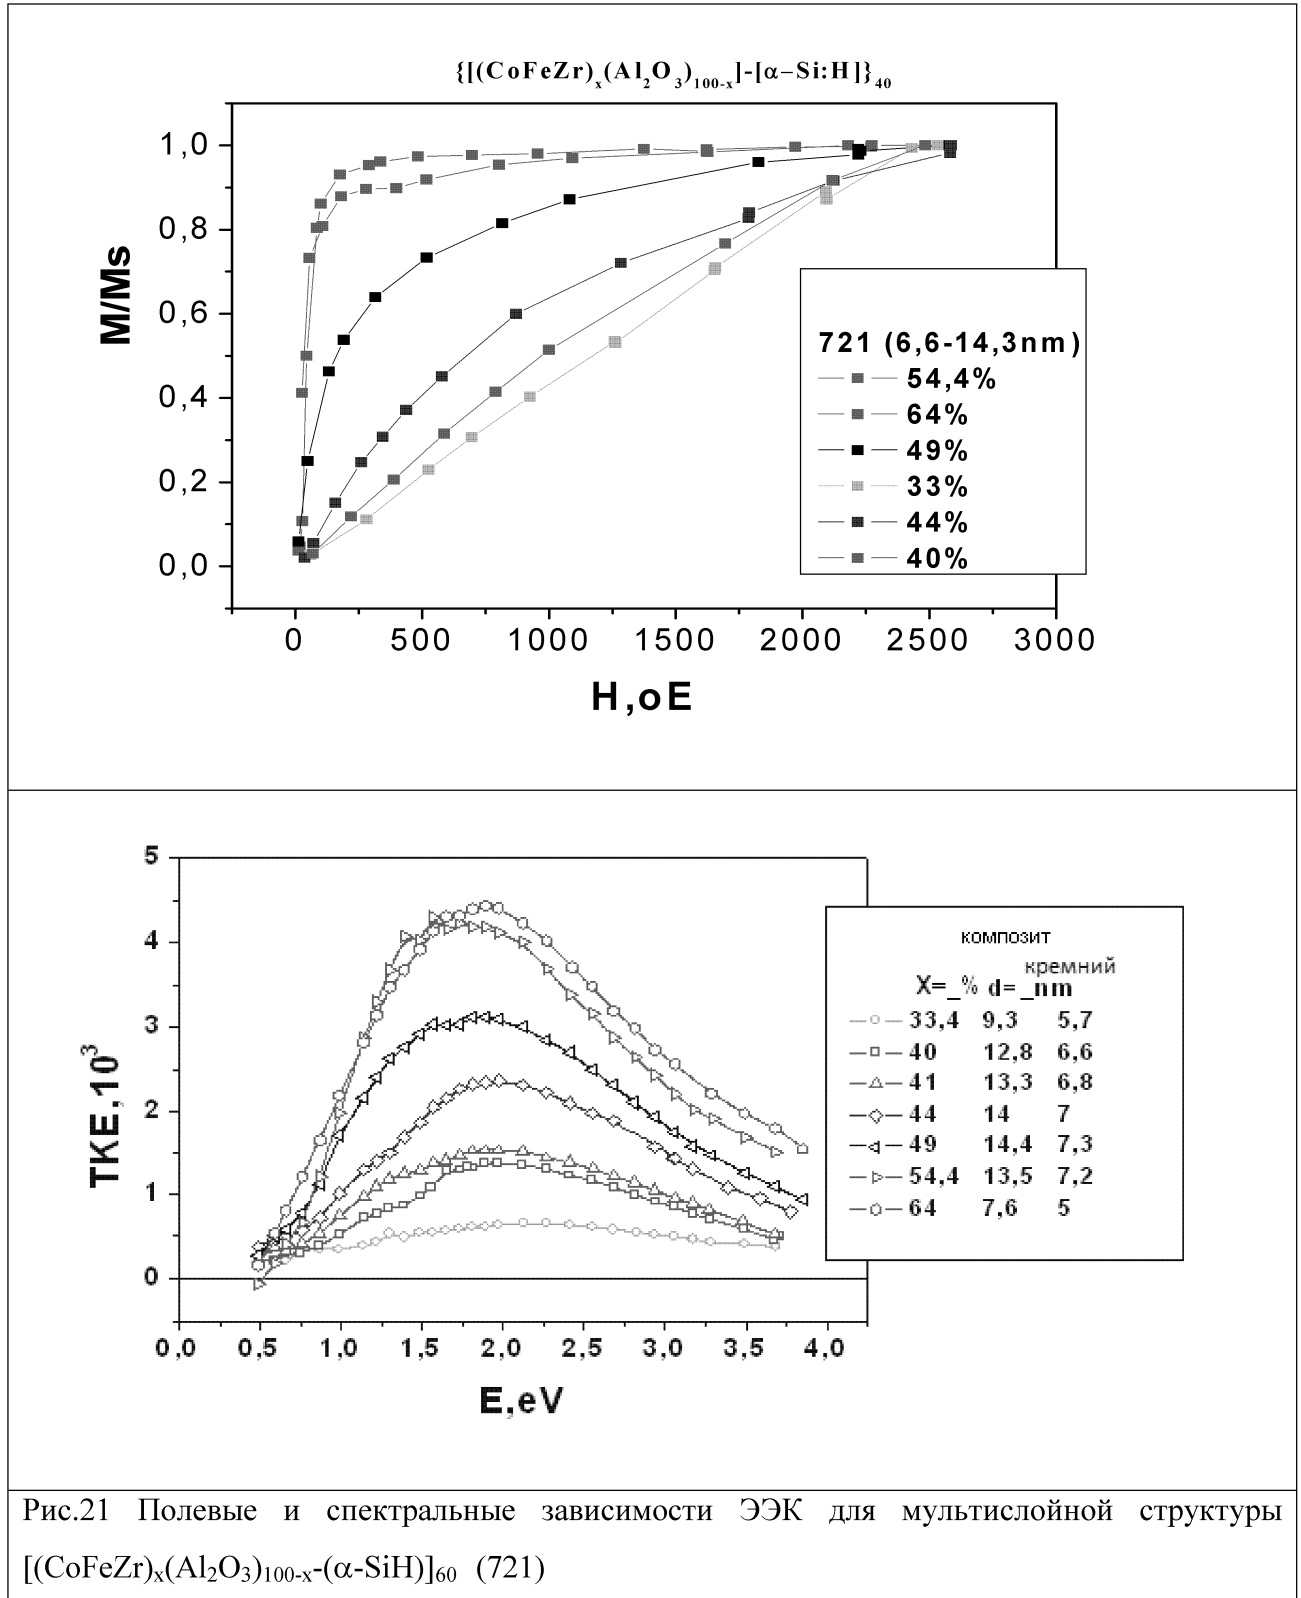 {[(CoFeZr)x(Al2O3)100-x]-[α–Si:H]}40
1,0
0,8
0,6
0,4
0,2
0,0
M/Ms
721 (6,6-14,3nm)
54,4%
64%
49%
33%
44%
40%
0 500 1000 1500 2000 2500 3000
H,oE
5
4
3
2
1
0
TKE,10³
композит
кремний
X=_% d=_nm
33,4 9,3 5,7
40 12,8 6,6
41 13,3 6,8
44 14 7
49 14,4 7,3
54,4 13,5 7,2
64 7,6 5
0,0 0,5 1,0 1,5 2,0 2,5 3,0 3,5 4,0
E,eV
Рис.21 Полевые и спектральные зависимости ЭЭК для мультислойной структуры
[(CoFeZr)x(Al2O3)100-x-(α-SiH)]60 (721)